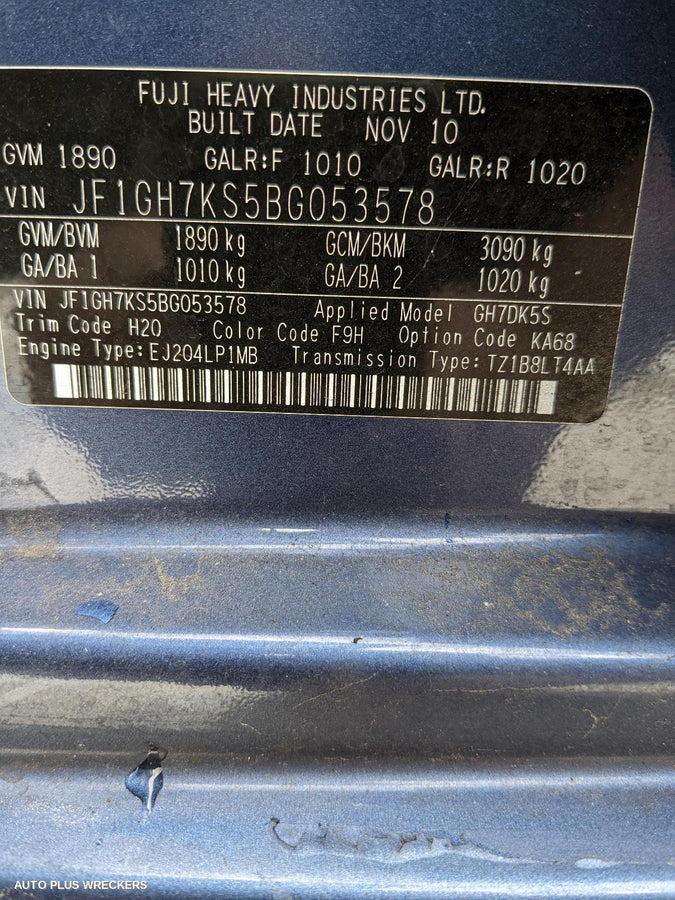 FUJI HEAVY INDUSTRIES LTD.
BUILT DATE NOV 10
GVM 1890 GALR:F 1010 GALR:R 1020
VIN JF1GH7KS5BG053578
GVM/BVM 1890 kg GCM/BKM 3090 kg
GA/BA 1 1010 kg GA/BA 2 1020 kg
VIN JF1GH7KS5BG053578 Applied Model GH7DK5S
Trim Code H20 Color Code F9H Option Code KA68
Engine Type:EJ204LP1MB Transmission Type:TZ1B8LT4AA
AUTO PLUS WRECKERS